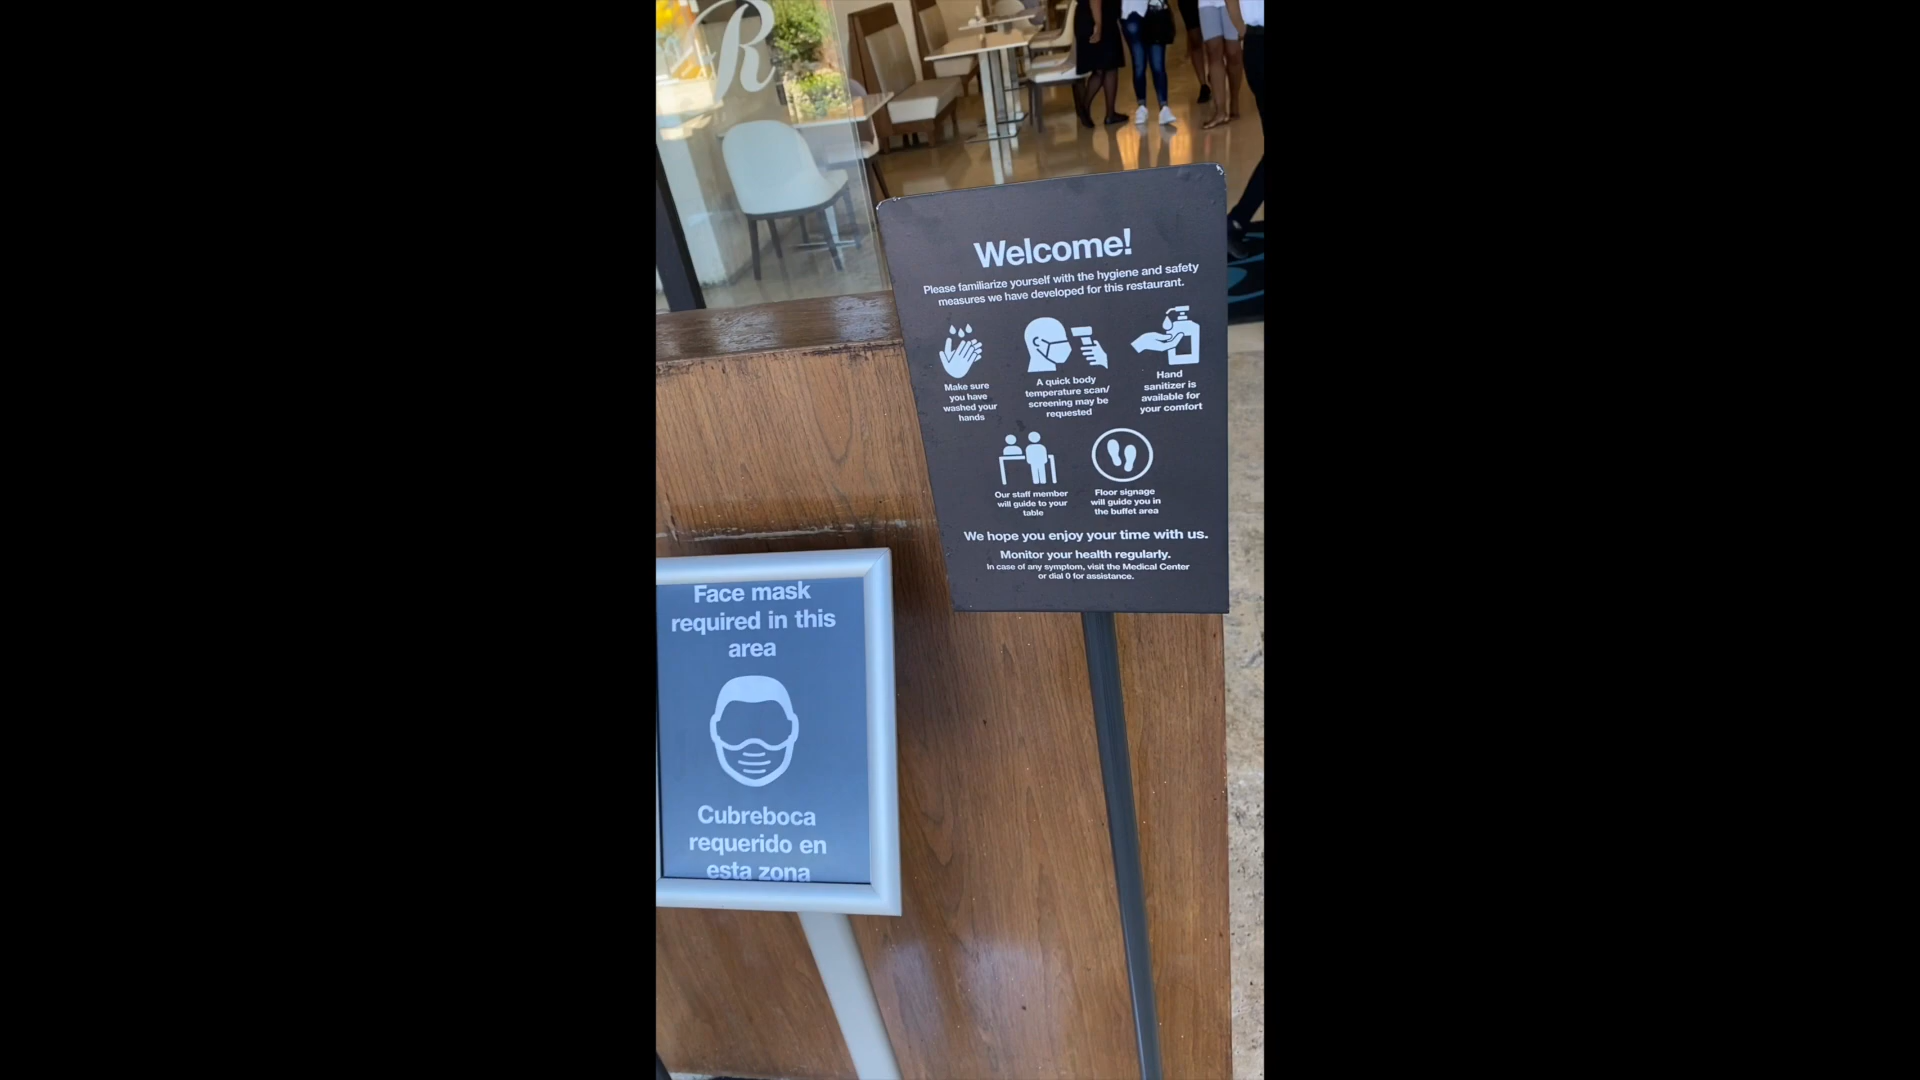 R
Welcome!
Please familiarize yourself with the hygiene and safety
measures we have developed for this restaurant.
Make sure
you have
washed your
hands
A quick body
temperature scan/
screening may be
requested
Hand
sanitizer is
available for
your comfort
Our staff member
will guide to your
table
Floor signage
will guide you in
the buffet area
We hope you enjoy your time with us.
Monitor your health regularly.
In case of any symptom, visit the Medical Center
or dial 0 for assistance.
Face mask
required in this
area
Cubreboca
requerido en
esta zona